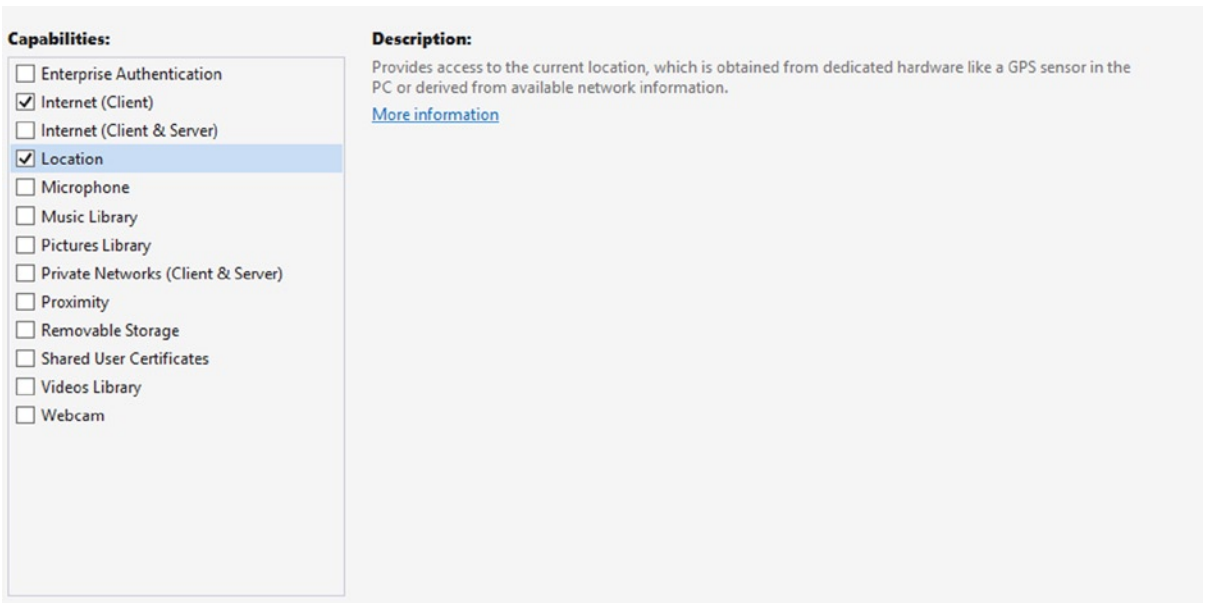 Capabilities:
Enterprise Authentication
Internet (Client)
Internet (Client & Server)
Location
Microphone
Music Library
Pictures Library
Private Networks (Client & Server)
Proximity
Removable Storage
Shared User Certificates
Videos Library
Webcam
Description:
Provides access to the current location, which is obtained from dedicated hardware like a GPS sensor in the
PC or derived from available network information.
More information